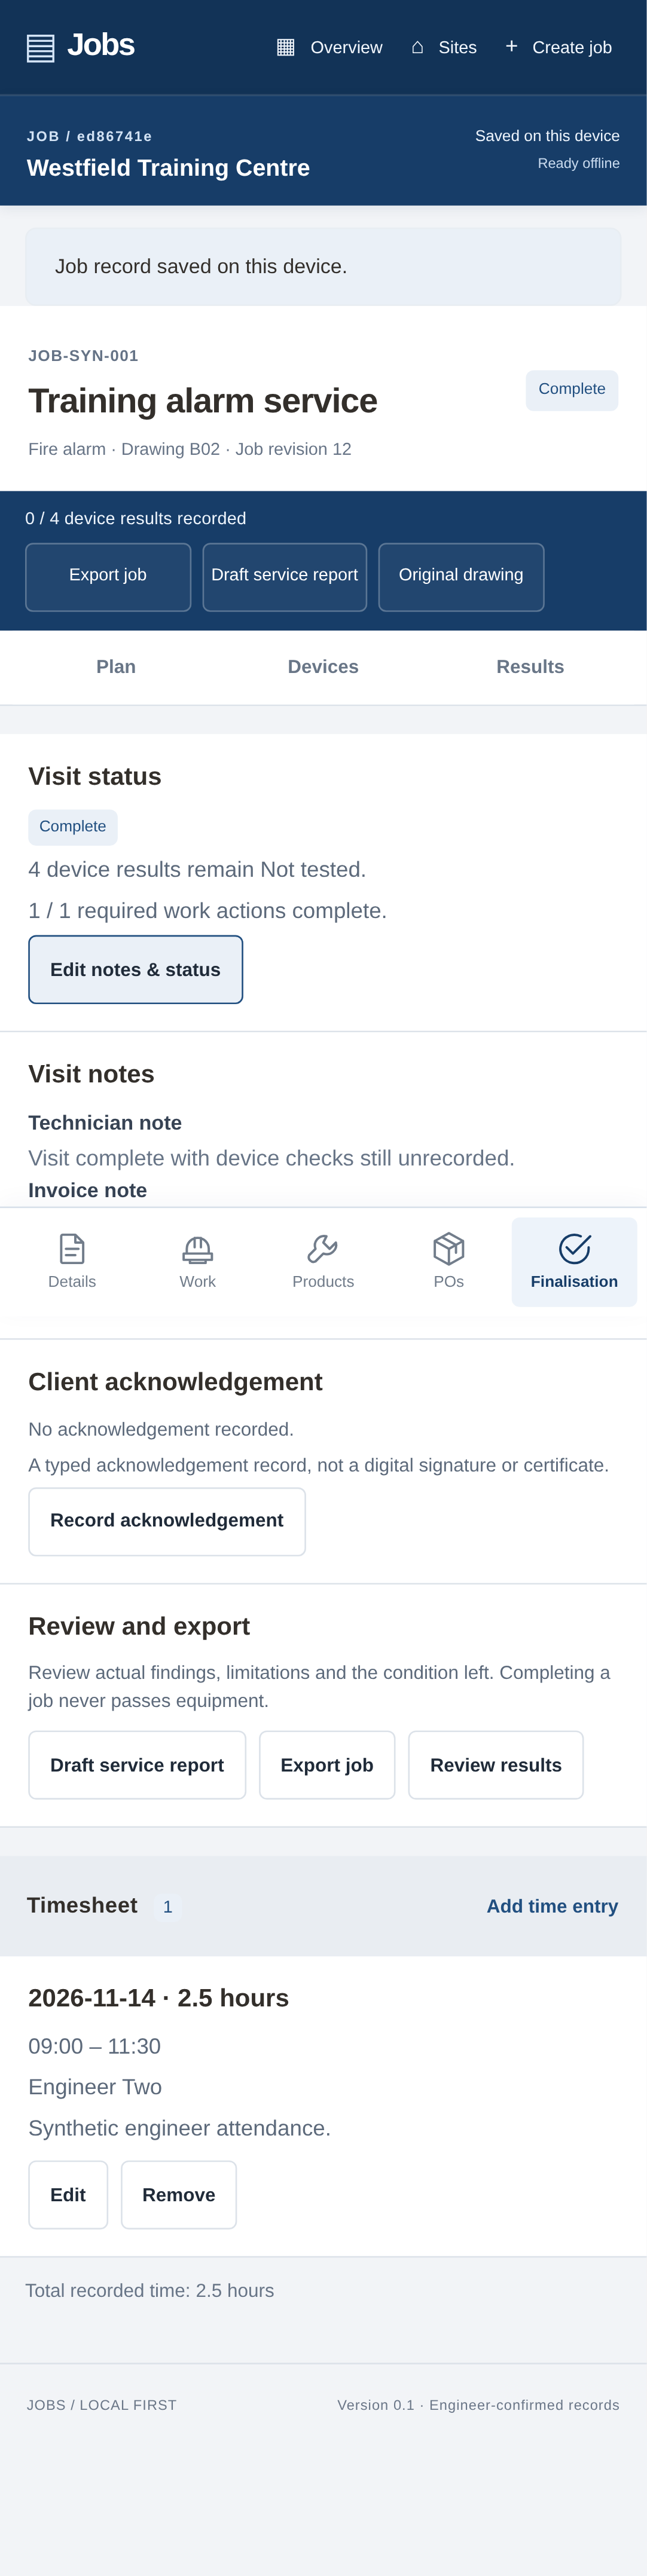 Jobs
Overview
Sites
+ Create job
JOB / ed86741e
Saved on this device
Westfield Training Centre
Ready offline
Job record saved on this device.
JOB-SYN-001
Training alarm service
Complete
Fire alarm · Drawing B02 · Job revision 12
0 / 4 device results recorded
Export job
Draft service report
Original drawing
Plan
Devices
Results
Visit status
Complete
4 device results remain Not tested.
1 / 1 required work actions complete.
Edit notes & status
Visit notes
Technician note
Visit complete with device checks still unrecorded.
Invoice note
Details
Work
Products
POs
Finalisation
Client acknowledgement
No acknowledgement recorded.
A typed acknowledgement record, not a digital signature or certificate.
Record acknowledgement
Review and export
Review actual findings, limitations and the condition left. Completing a
job never passes equipment.
Draft service report
Export job
Review results
Timesheet 1
Add time entry
2026-11-14 · 2.5 hours
09:00 – 11:30
Engineer Two
Synthetic engineer attendance.
Edit
Remove
Total recorded time: 2.5 hours
JOBS / LOCAL FIRST
Version 0.1 · Engineer-confirmed records